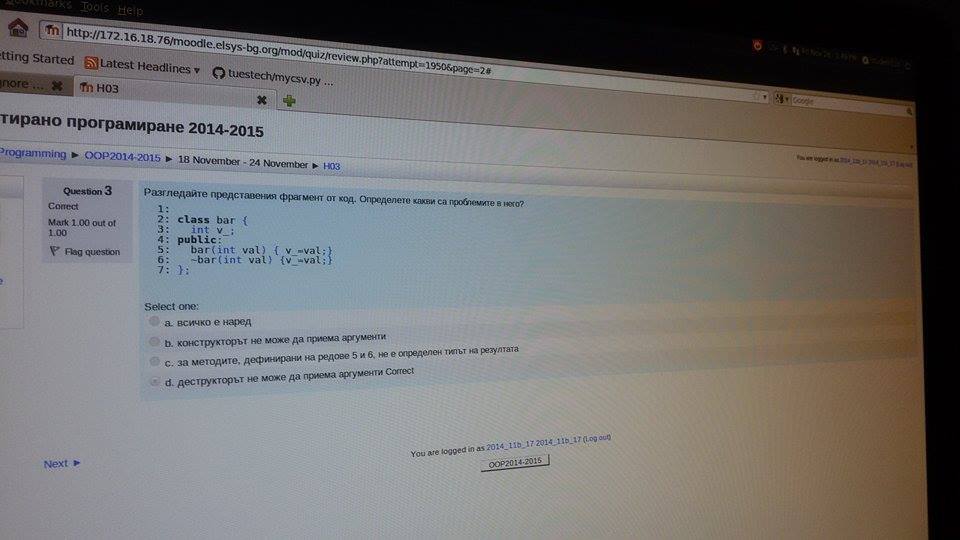 Bookmarks Tools Help
http://172.16.18.76/moodle.elsys-bg.org/mod/quiz/review.php?attempt=1950&page=2#
Google
etting Started Latest Headlines tuestech/mycsv.py ...
gnore ... H03
тирано програмиране 2014-2015
You are logged in as 2014_11b_17 2014_11b_17 (Log out)
Programming ► OOP2014-2015 ► 18 November - 24 November ► H03
Question 3
Correct
Mark 1.00 out of
1.00
Flag question
Разгледайте представения фрагмент от код. Определете какви са проблемите в него?
1:
2: class bar {
3: int v_;
4: public:
5: bar(int val) { v_=val;}
6: ~bar(int val) {v_=val;}
7: };
Select one:
a. всичко е наред
b. конструкторът не може да приема аргументи
c. за методите, дефинирани на редове 5 и 6, не е определен типът на резултата
d. деструкторът не може да приема аргументи Correct
You are logged in as 2014_11b_17 2014_11b_17 (Log out)
OOP2014-2015
Next ►